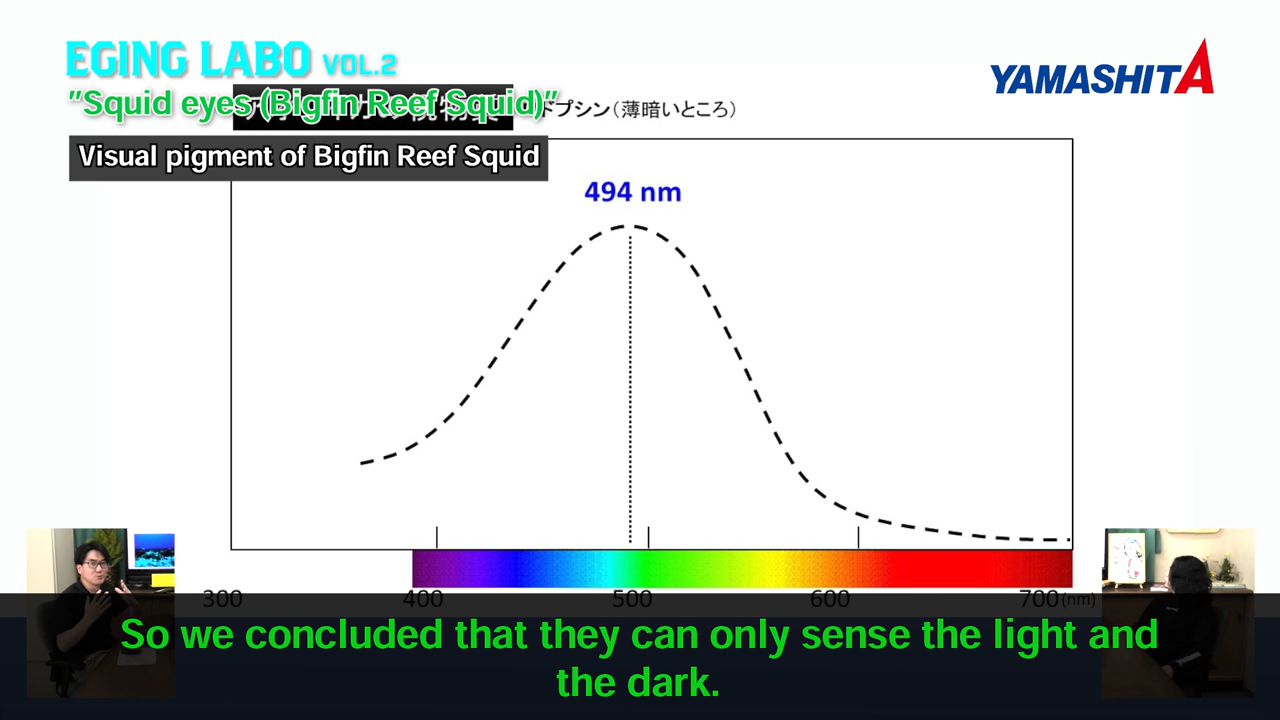 EGING LABO VOL.2
YAMASHITA
"Squid eyes (Bigfin Reef Squid)"
ドプシン(薄暗いところ)
Visual pigment of Bigfin Reef Squid
494 nm
300 400 500 600 700 (nm)
So we concluded that they can only sense the light and
the dark.